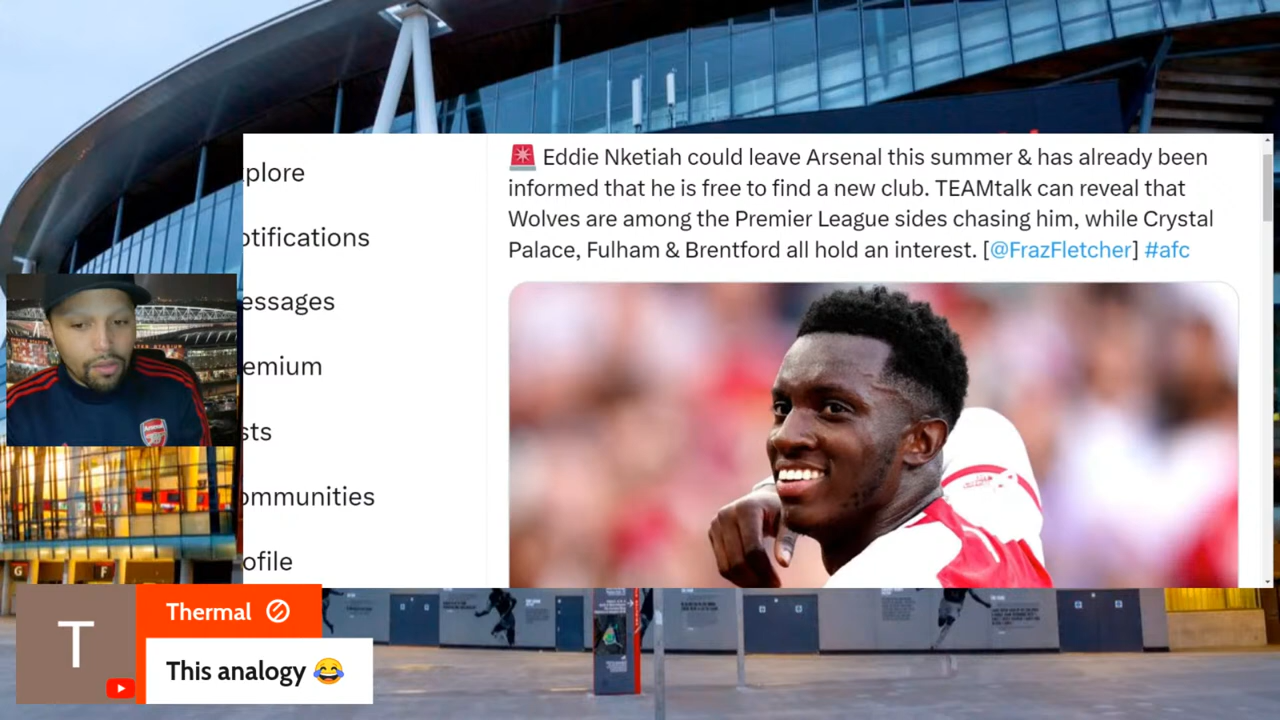 plore
otifications
essages
emium
sts
ommunities
ofile
🚨 Eddie Nketiah could leave Arsenal this summer & has already been
informed that he is free to find a new club. TEAMtalk can reveal that
Wolves are among the Premier League sides chasing him, while Crystal
Palace, Fulham & Brentford all hold an interest. [@FrazFletcher] #afc
Arsenal
G
F
T
Thermal
This analogy 😂